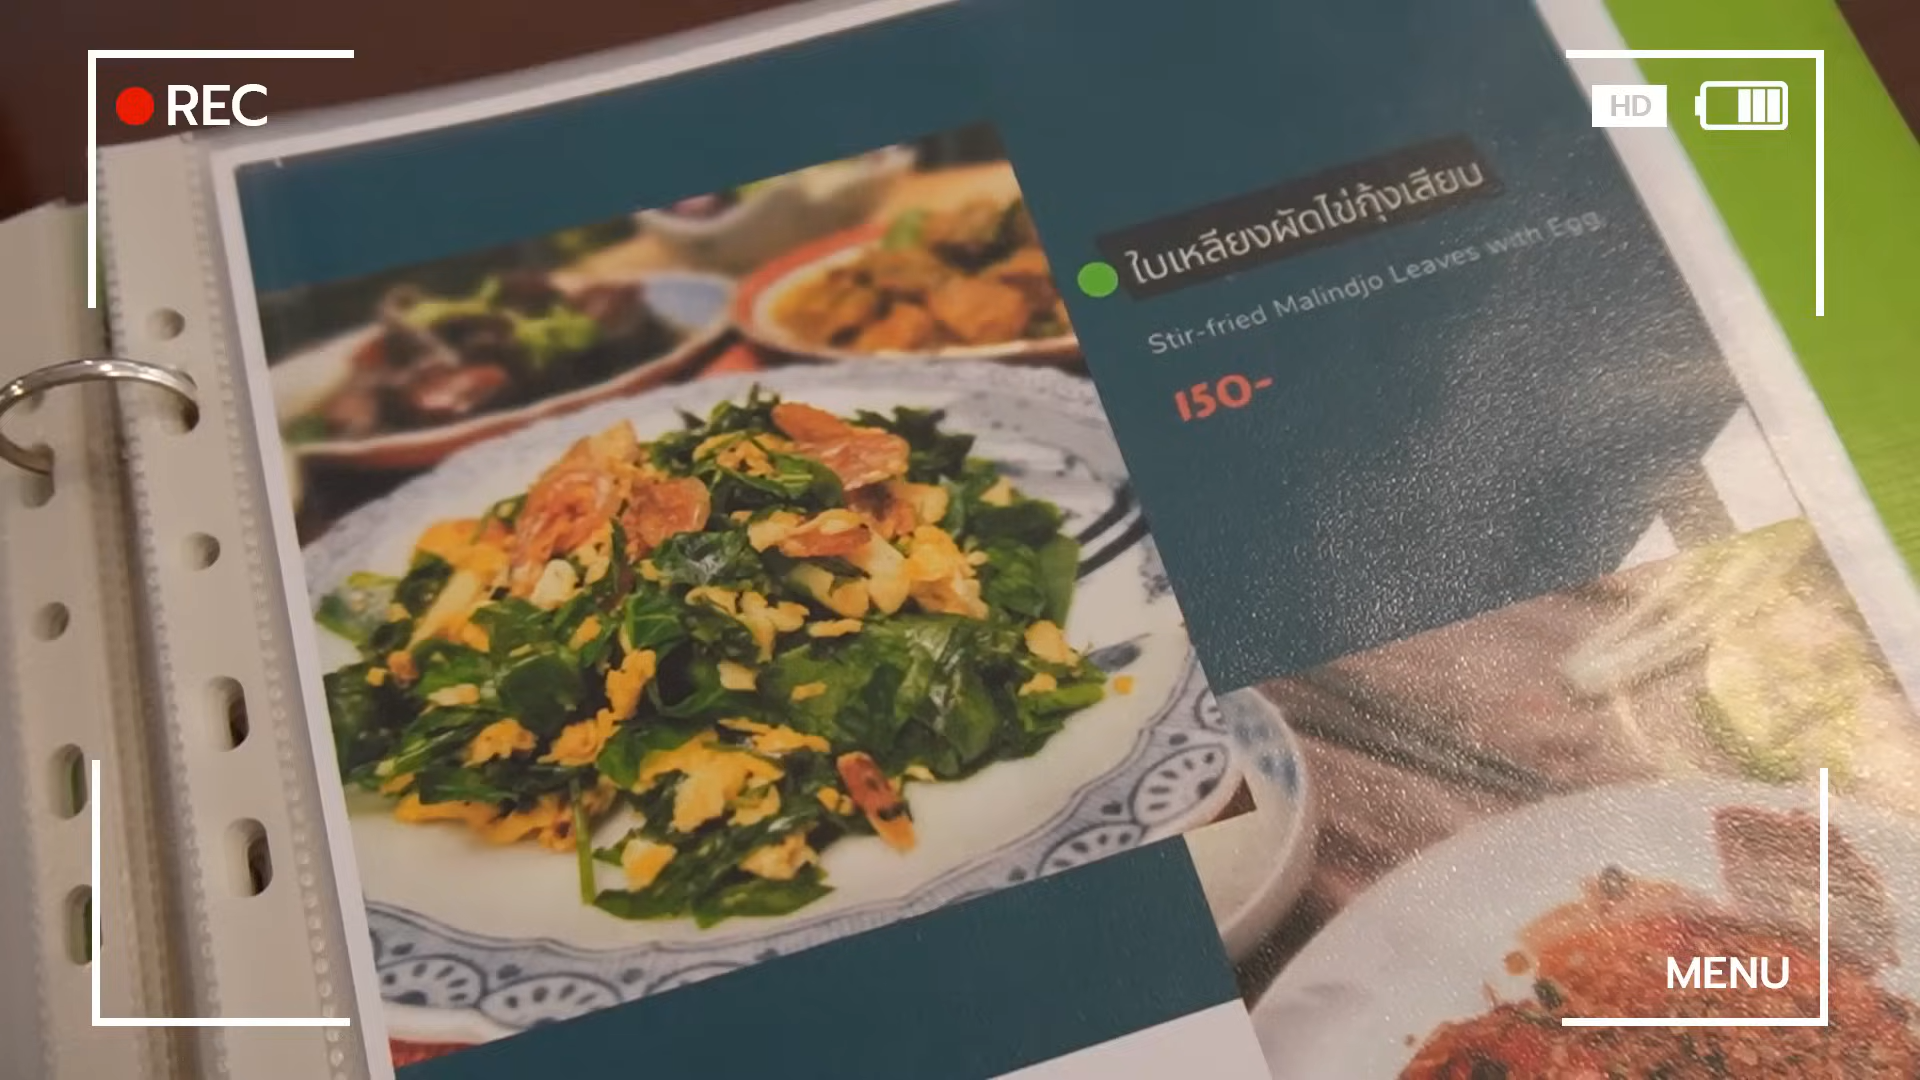 REC
HD
ใบเหลียงผัดไข่กุ้งเสียบ
Stir-fried Malindjo Leaves with Egg
150-
MENU